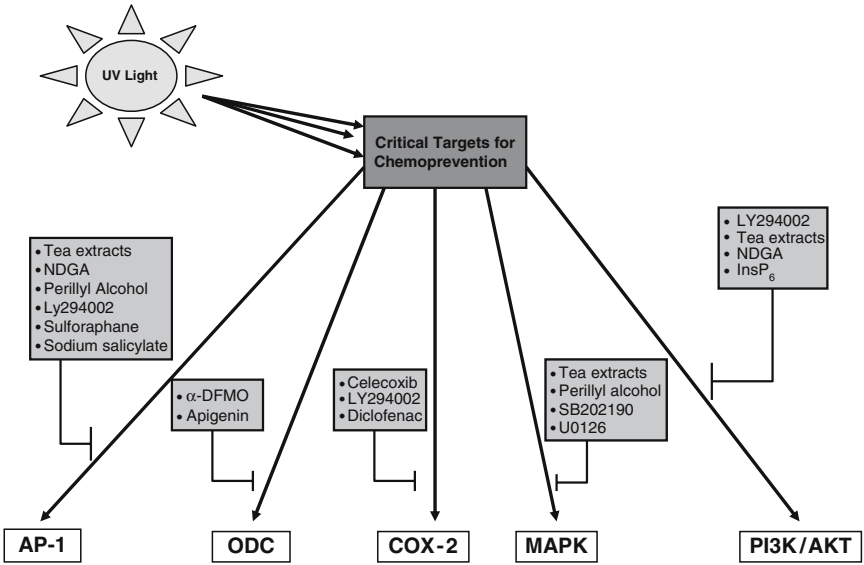 UV Light
Critical Targets for
Chemoprevention
• Tea extracts
• NDGA
• Perillyl Alcohol
• Ly294002
• Sulforaphane
• Sodium salicylate
• α-DFMO
• Apigenin
• Celecoxib
• LY294002
• Diclofenac
• Tea extracts
• Perillyl alcohol
• SB202190
• U0126
• LY294002
• Tea extracts
• NDGA
• InsP6
AP-1
ODC
COX-2
MAPK
PI3K/AKT